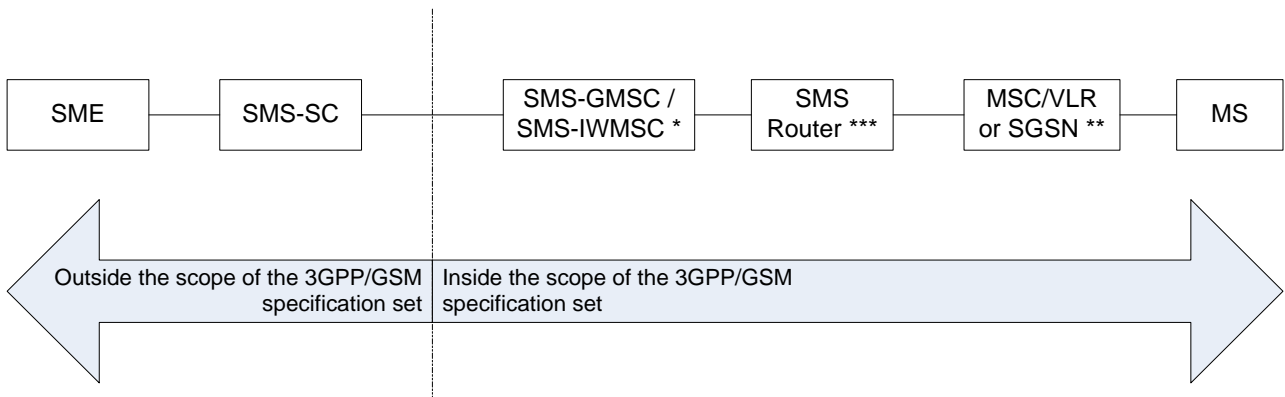 SME
SMS-SC
SMS-GMSC /
SMS-IWMSC *
SMS
Router ***
MSC/VLR
or SGSN **
MS
Outside the scope of the 3GPP/GSM
specification set
Inside the scope of the 3GPP/GSM
specification set